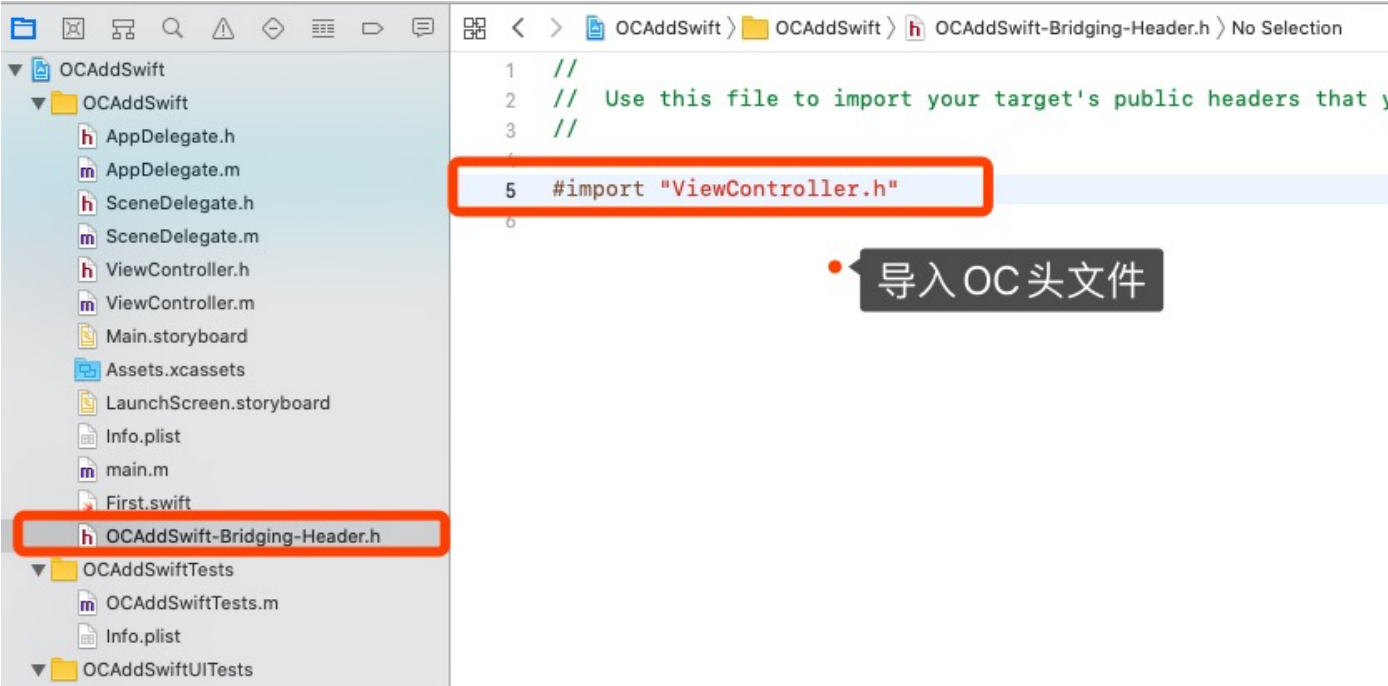 OCAddSwift
OCAddSwift
AppDelegate.h
AppDelegate.m
SceneDelegate.h
SceneDelegate.m
ViewController.h
ViewController.m
Main.storyboard
Assets.xcassets
LaunchScreen.storyboard
Info.plist
main.m
First.swift
OCAddSwift-Bridging-Header.h
OCAddSwiftTests
OCAddSwiftTests.m
Info.plist
OCAddSwiftUITests
OCAddSwift 〉 OCAddSwift 〉 OCAddSwift-Bridging-Header.h 〉 No Selection
1 //
2 // Use this file to import your target's public headers that
3 //
5 #import "ViewController.h"
6
导入OC头文件